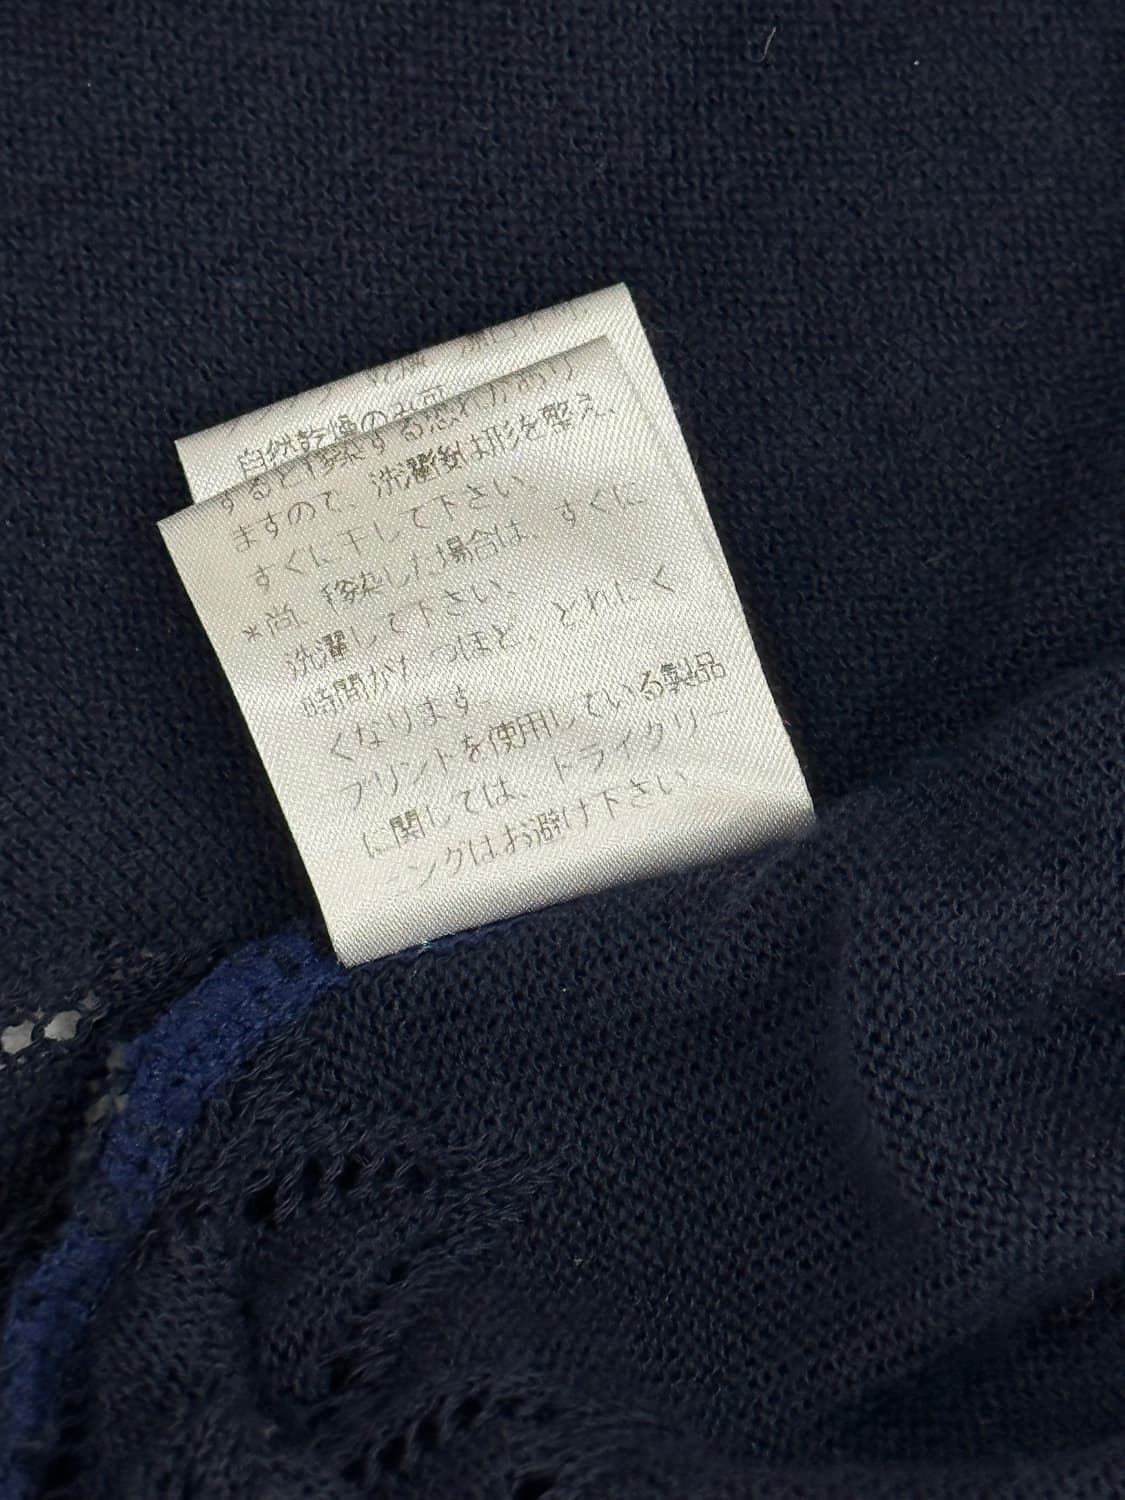 自然乾燥のお
すると移染する恐れがあり
ますので、洗濯後は形を整え、
すぐに干して下さい。
*尚、移染した場合は、すぐに
洗濯して下さい。
時間がたつほど、とれにく
くなります。
プリントを使用している製品
に関しては、ドライクリー
ニングはお避け下さい。